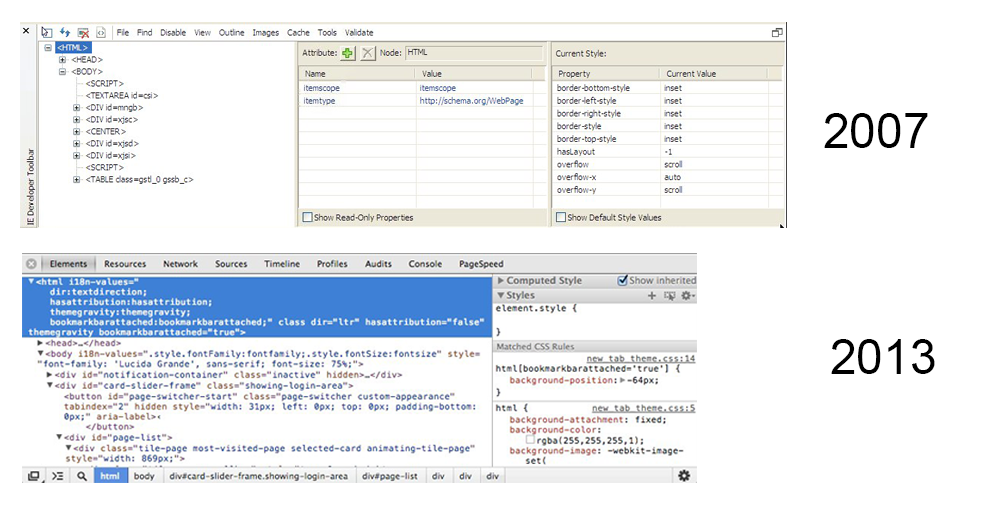 File Find Disable View Outline Images Cache Tools Validate
IE Developer Toolbar
<HTML>
<HEAD>
<BODY>
<SCRIPT>
<TEXTAREA id=csi>
<DIV id=mngb>
<DIV id=xjsc>
<CENTER>
<DIV id=xjsd>
<DIV id=xjsi>
<SCRIPT>
<TABLE class=gstl_0 gssb_c>
Attribute: Node: HTML
Name Value
itemscope itemscope
itemtype http://schema.org/WebPage
Show Read-Only Properties
Current Style:
Property Current Value
border-bottom-style inset
border-left-style inset
border-right-style inset
border-style inset
border-top-style inset
hasLayout -1
overflow scroll
overflow-x auto
overflow-y scroll
Show Default Style Values
2007
Elements Resources Network Sources Timeline Profiles Audits Console PageSpeed
<html i18n-values="
dir:textdirection;
hasattribution:hasattribution;
themegravity:themegravity;
bookmarkbarattached:bookmarkbarattached;" class dir="ltr" hasattribution="false"
themegravity bookmarkbarattached="true">
<head>…</head>
<body i18n-values=".style.fontFamily:fontfamily;.style.fontSize:fontsize" style=
"font-family: 'Lucida Grande', sans-serif; font-size: 75%;">
<div id="notification-container" class="inactive" hidden>…</div>
<div id="card-slider-frame" class="showing-login-area">
<button id="page-switcher-start" class="page-switcher custom-appearance"
tabindex="2" hidden style="width: 31px; left: 0px; top: 0px; padding-bottom:
0px;" aria-label>‹
</button>
<div id="page-list">
<div class="tile-page most-visited-page selected-card animating-tile-page"
style="width: 869px;">
Computed Style Show inherited
Styles
element.style {
}
Matched CSS Rules
new_tab_theme.css:14
html[bookmarkbarattached='true'] {
background-position: -64px;
}
html { new_tab_theme.css:5
background-attachment: fixed;
background-color:
rgba(255,255,255,1);
background-image: -webkit-image-
set(
html body div#card-slider-frame.showing-login-area div#page-list div div div
2013